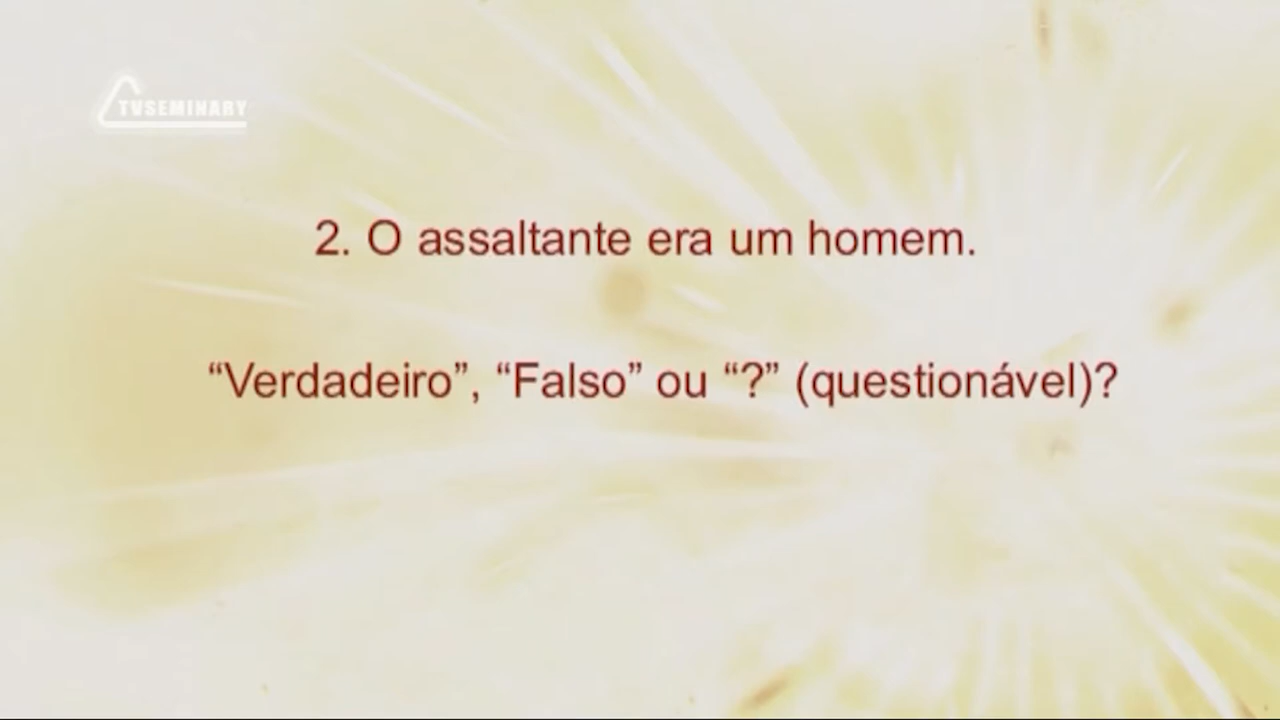 TVSEMINARY
2. O assaltante era um homem.
“Verdadeiro”, “Falso” ou “?” (questionável)?